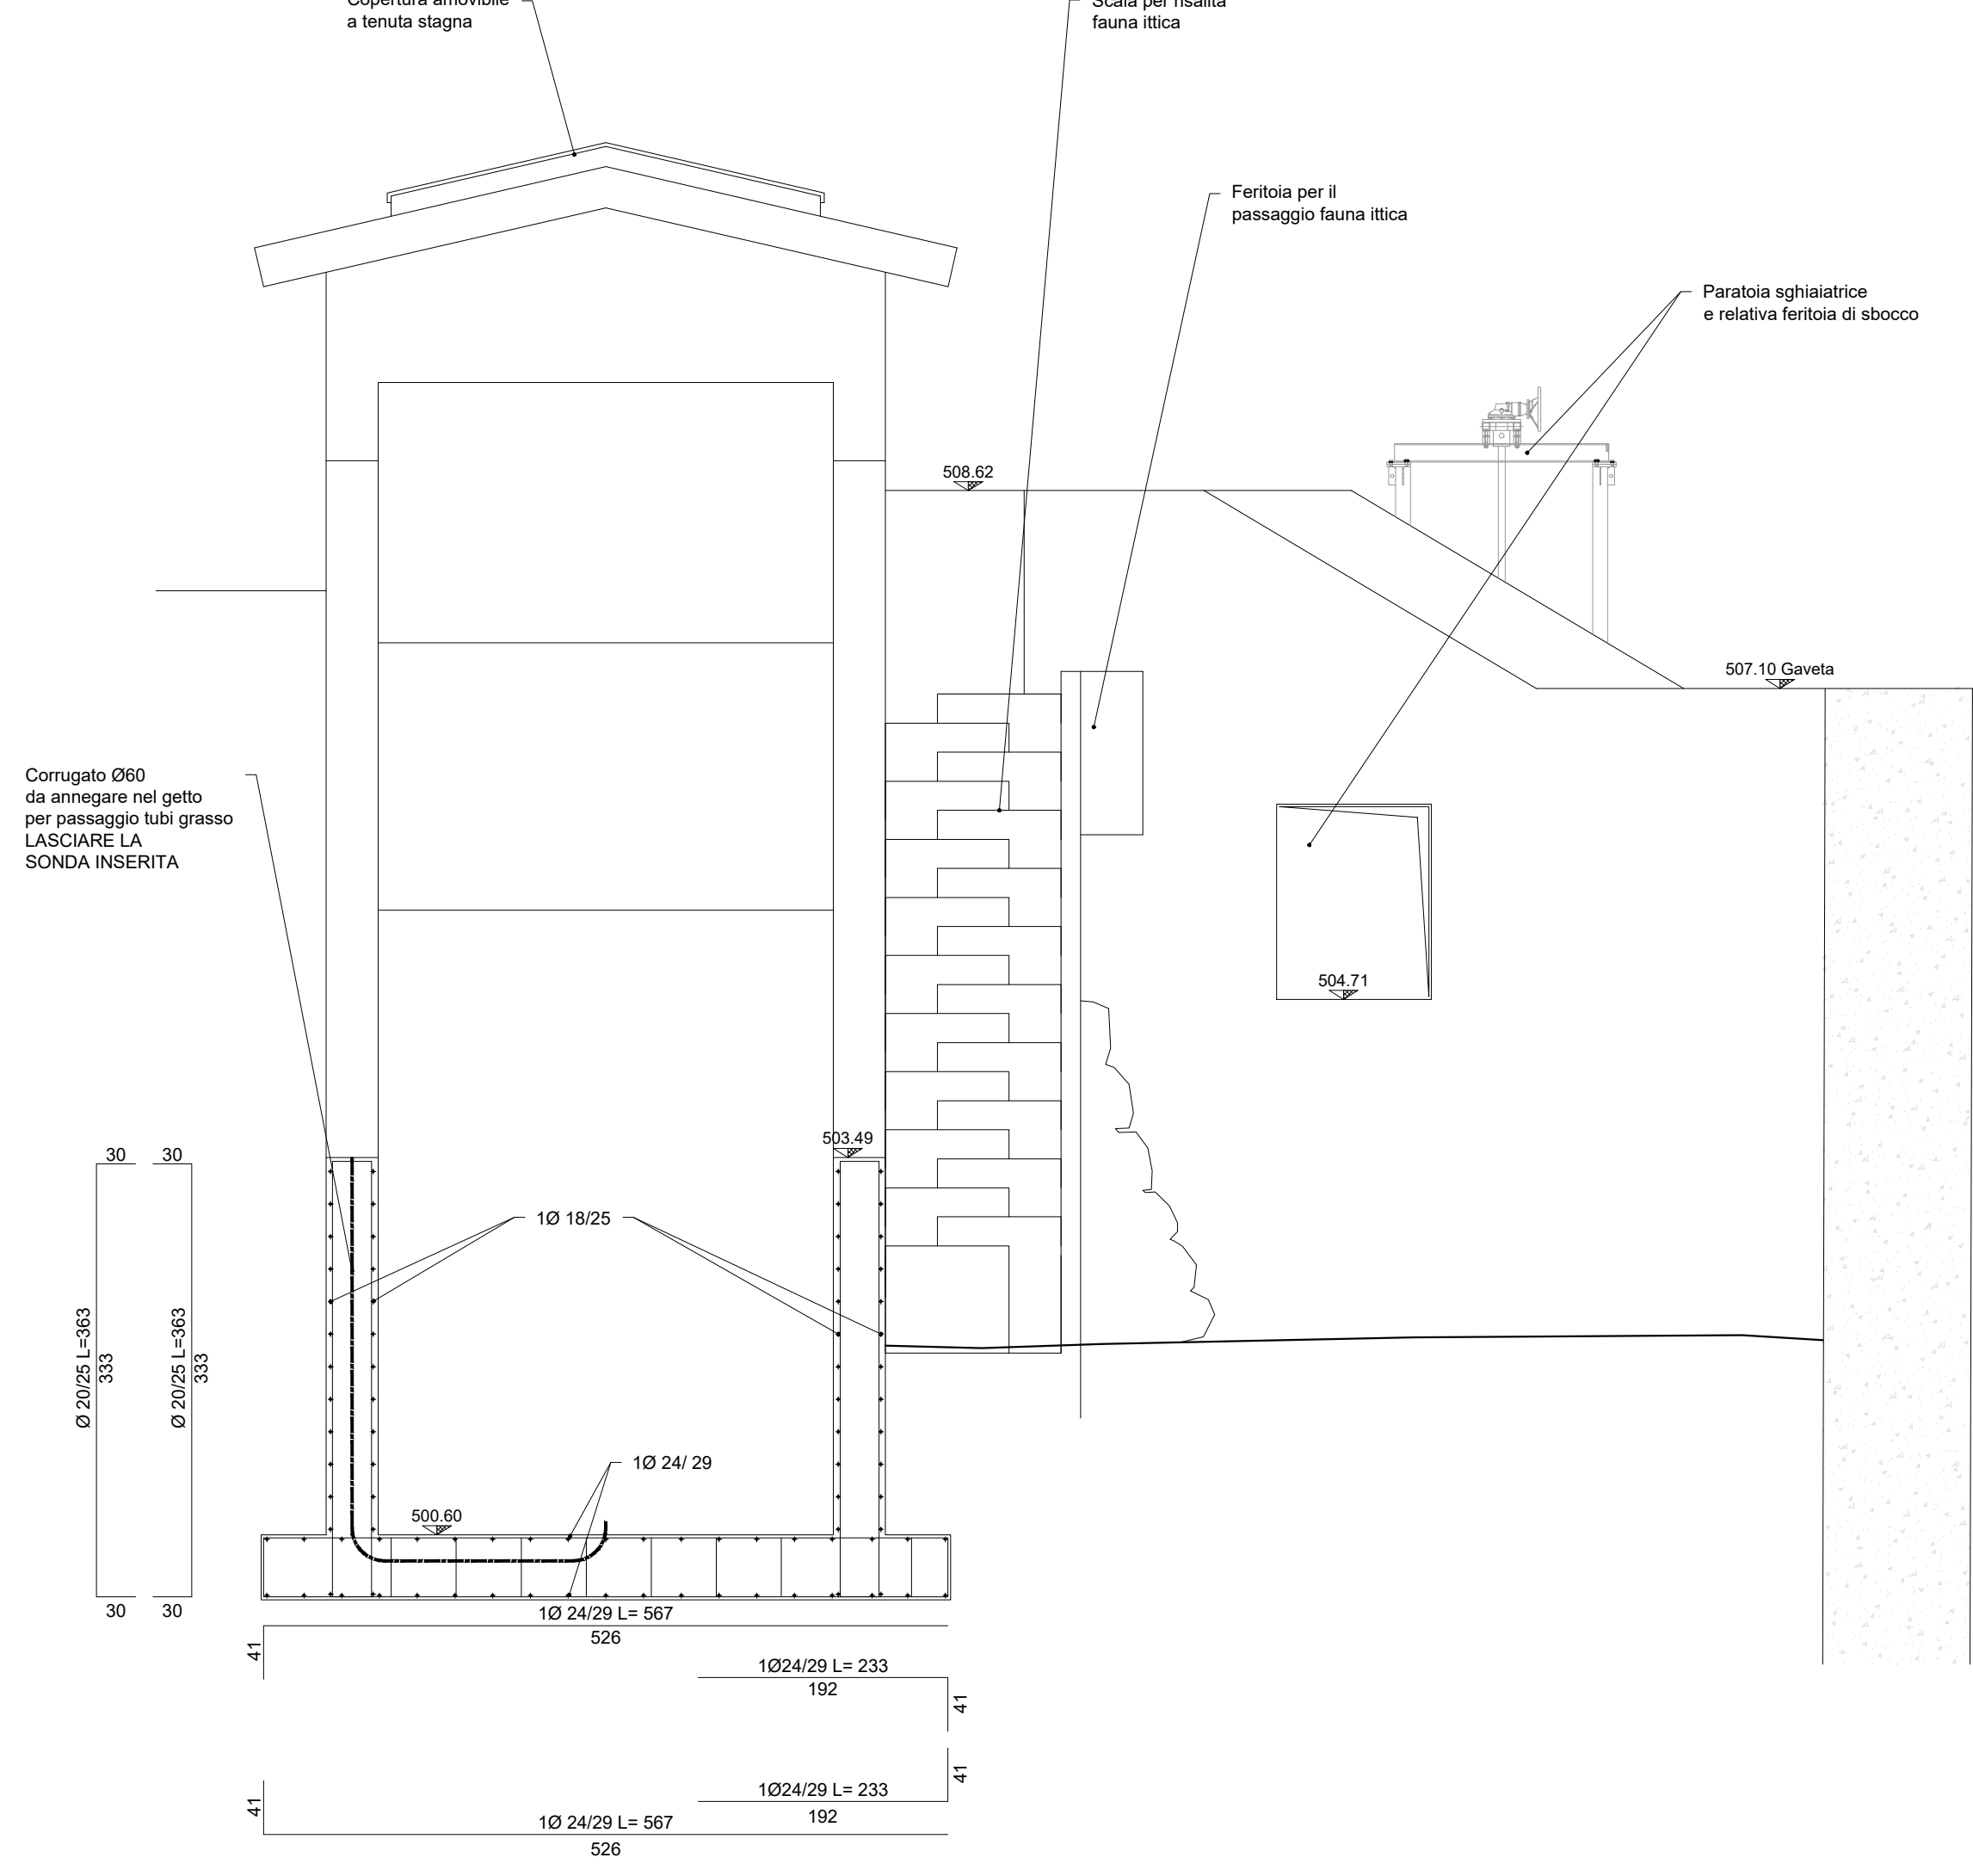 Copertura amovibile
a tenuta stagna
Scala per risalita
fauna ittica
Feritoia per il
passaggio fauna ittica
Paratoia sghiaiatrice
e relativa feritoia di sbocco
508.62
507.10 Gaveta
Corrugato Ø60
da annegare nel getto
per passaggio tubi grasso
LASCIARE LA
SONDA INSERITA
504.71
503.49
30
30
1Ø 18/25
Ø 20/25 L=363
333
Ø 20/25 L=363
333
1Ø 24/ 29
500.60
30
30
1Ø 24/29 L= 567
526
41
1Ø24/29 L= 233
192
41
41
1Ø24/29 L= 233
192
41
1Ø 24/29 L= 567
526